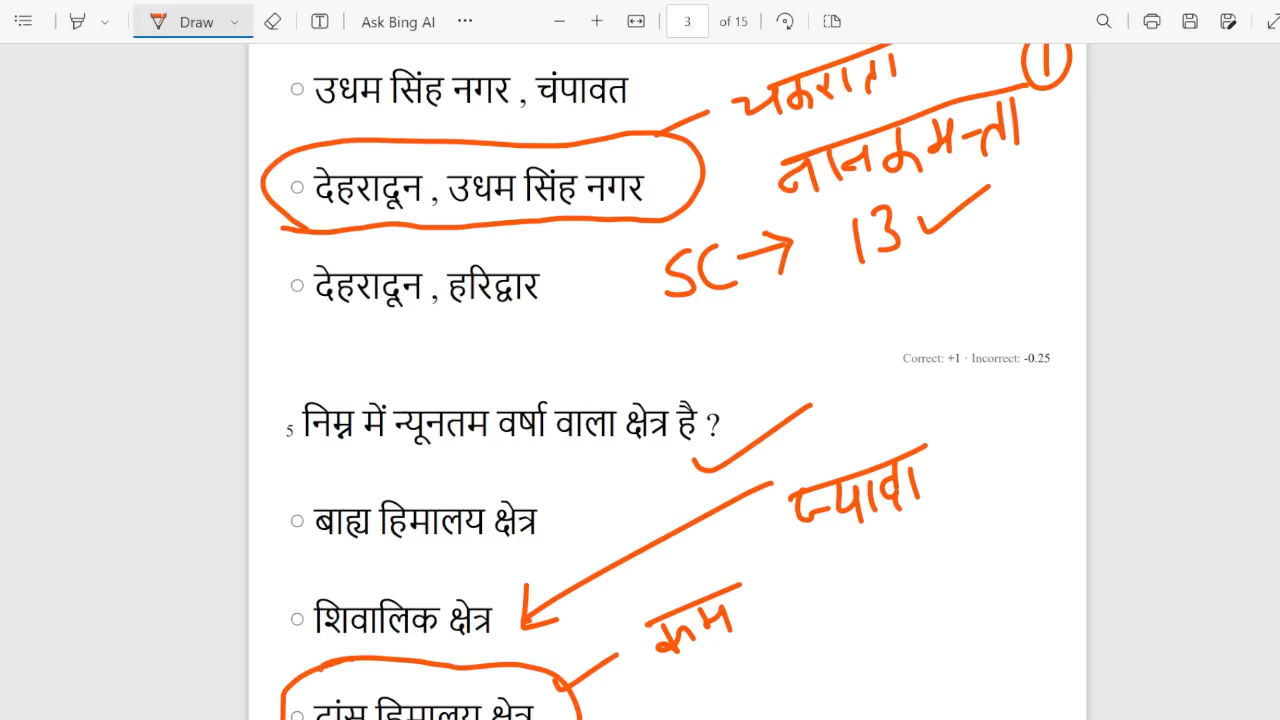 Draw
Ask Bing AI
3 of 15
उधम सिंह नगर , चंपावत
चकराता
1
देहरादून , उधम सिंह नगर
नानकमत्ता
SC → 13 ✓
देहरादून , हरिद्वार
Correct: +1 · Incorrect: -0.25
5 निम्न में न्यूनतम वर्षा वाला क्षेत्र है ?
ज्यादा
बाह्य हिमालय क्षेत्र
शिवालिक क्षेत्र
कम
ट्रांस हिमालय क्षेत्र